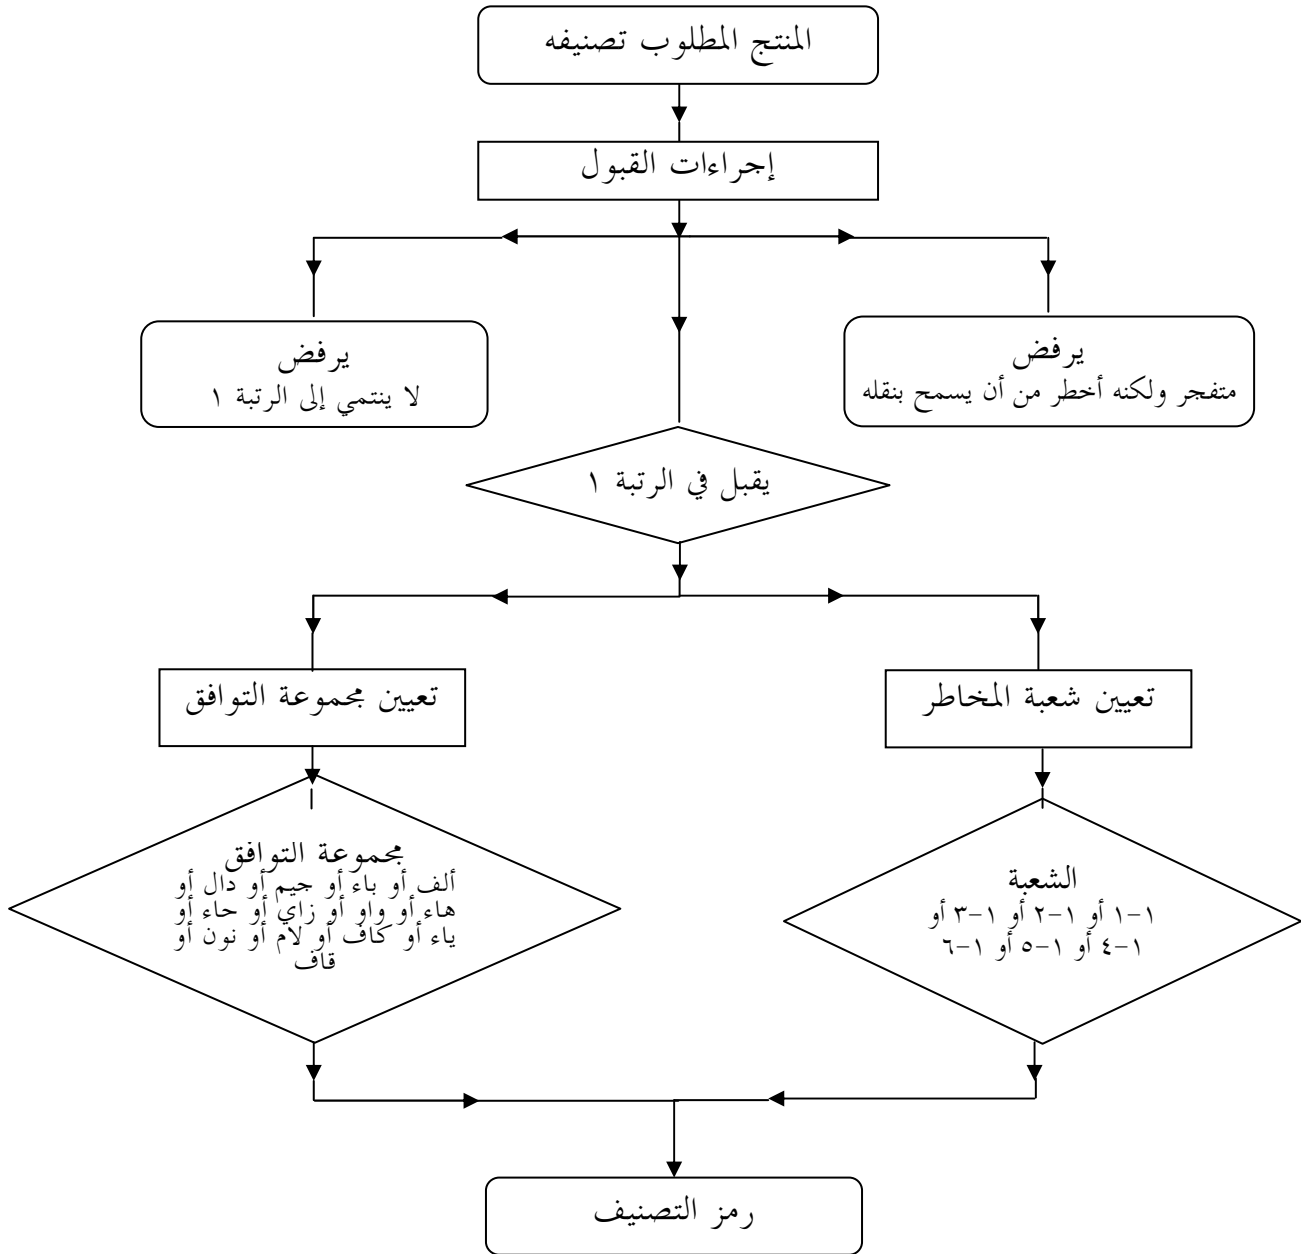 المنتج المطلوب تصنيفه
إجراءات القبول
يرفض
متفجر ولكنه أخطر من أن يسمح بنقله
يرفض
لا ينتمي إلى الرتبة ١
يقبل في الرتبة ١
تعيين شعبة المخاطر
تعيين مجموعة التوافق
الشعبة
١-١ أو ١-٢ أو ١-٣ أو
١-٤ أو ١-٥ أو ١-٦
مجموعة التوافق
ألف أو باء أو جيم أو دال أو
هاء أو واو أو زاي أو حاء أو
ياء أو كاف أو لام أو نون أو
قاف
رمز التصنيف